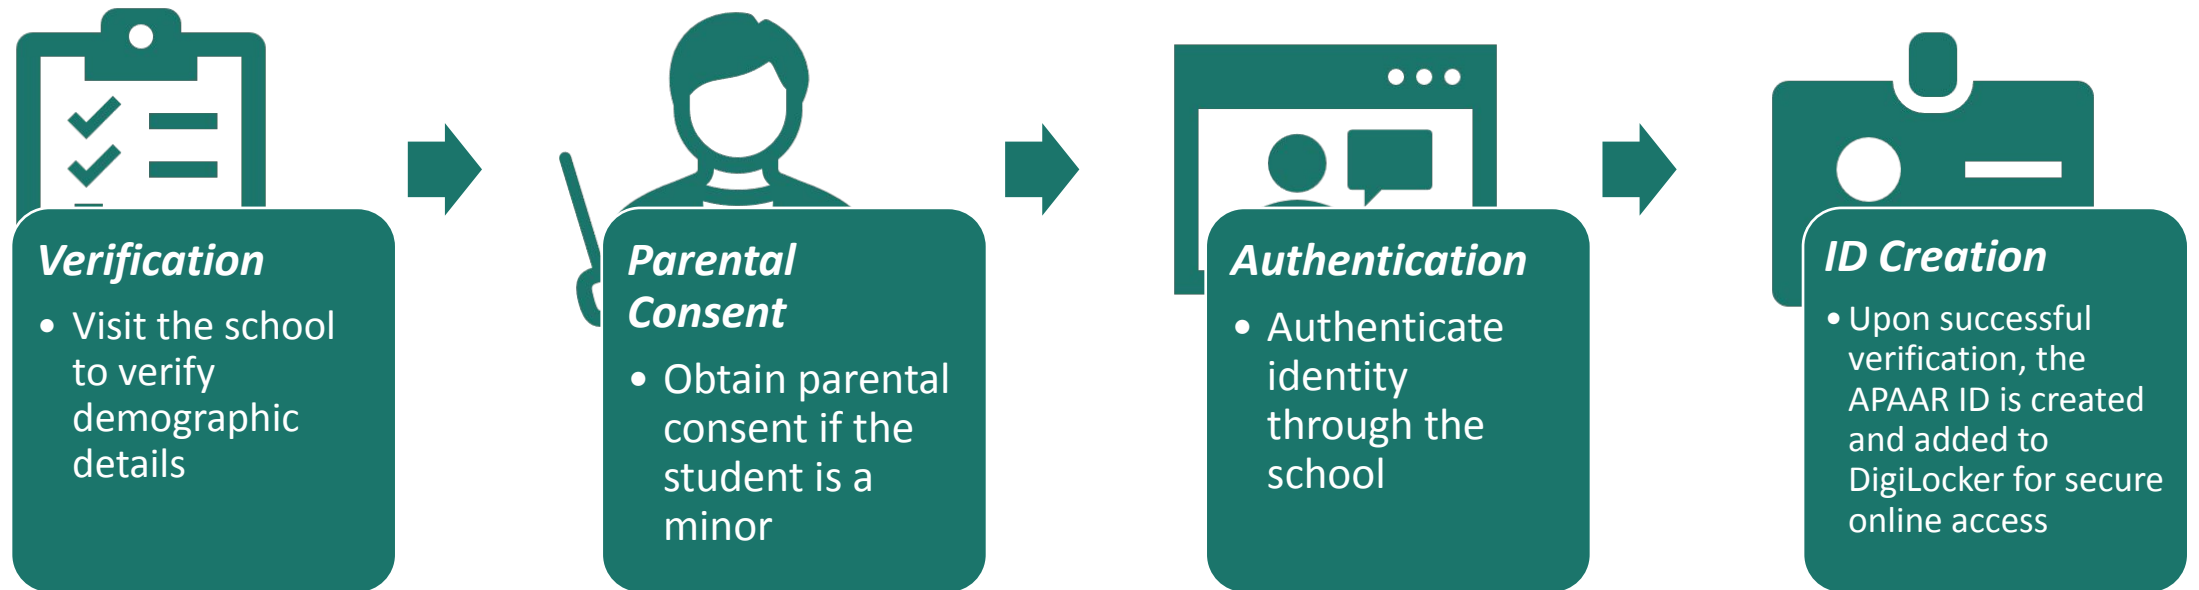 Verification
• Visit the school
to verify
demographic
details
Parental
Consent
• Obtain parental
consent if the
student is a
minor
Authentication
• Authenticate
identity
through the
school
ID Creation
• Upon successful
verification, the
APAAR ID is created
and added to
DigiLocker for secure
online access